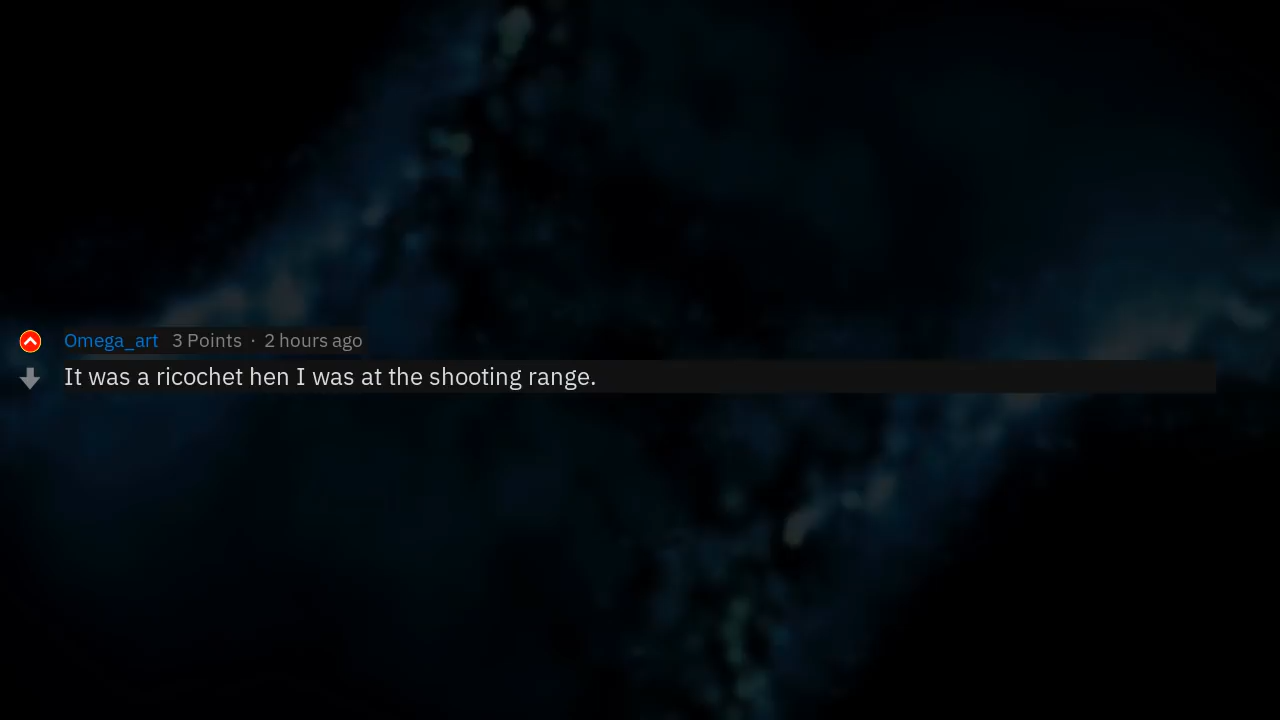 Omega_art 3 Points · 2 hours ago
It was a ricochet hen I was at the shooting range.